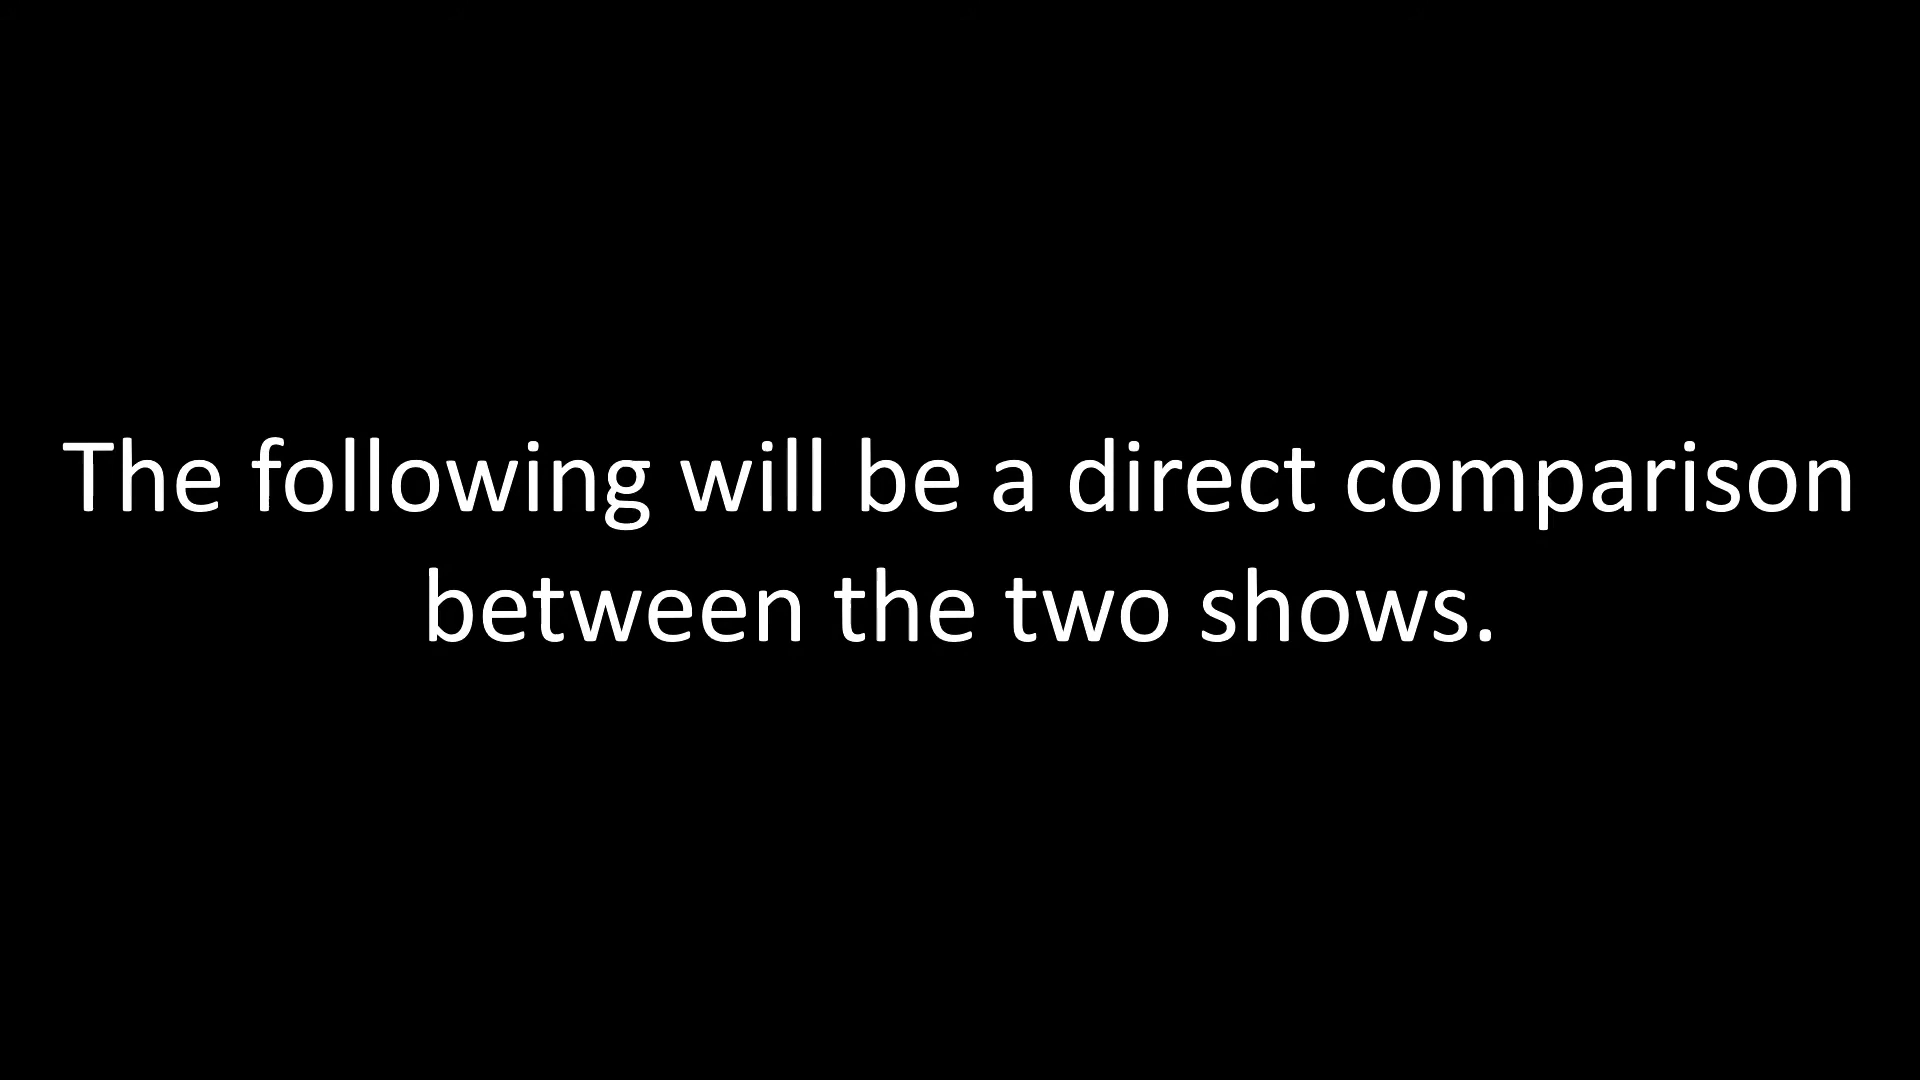 The following will be a direct comparison
between the two shows.